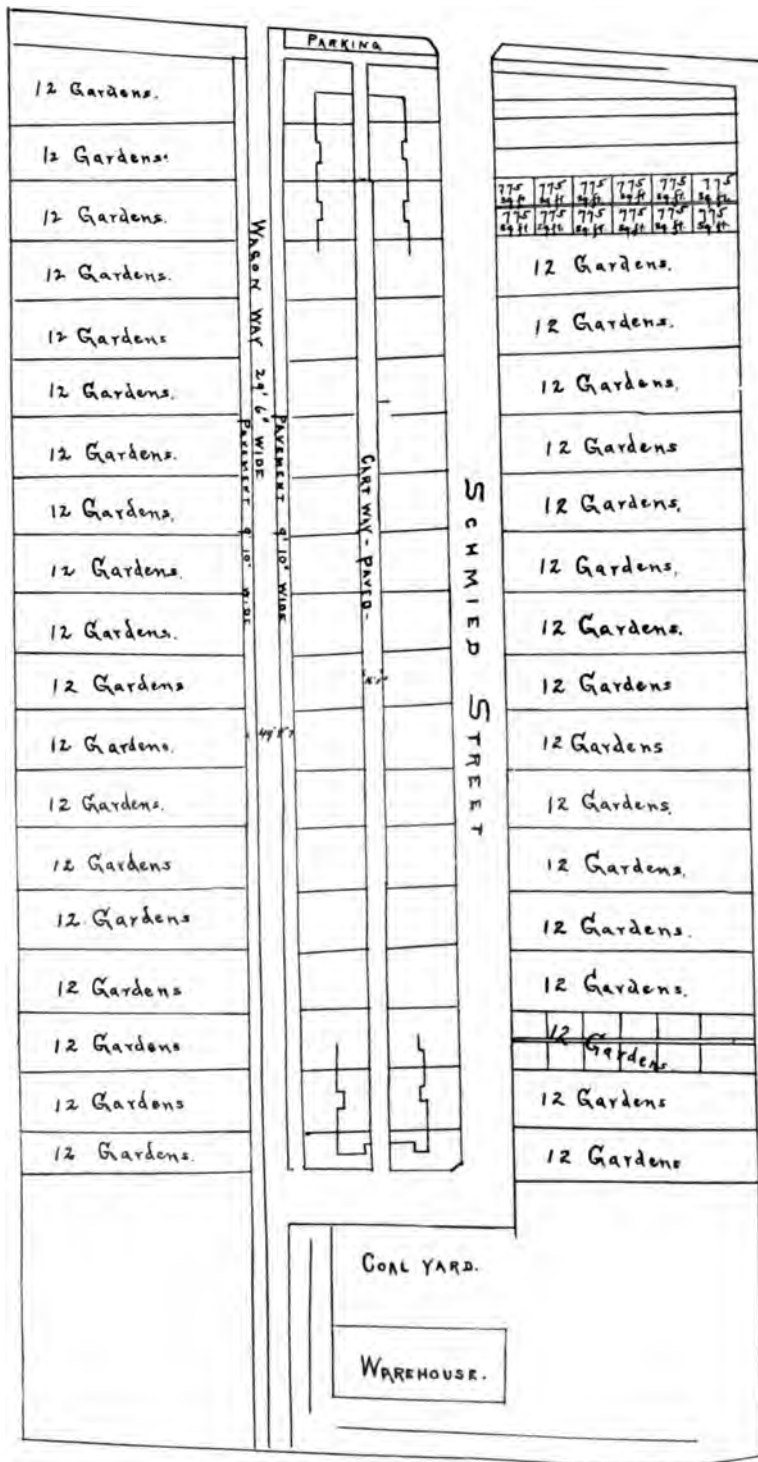 PARKING
12 Gardens.
12 Gardens.
12 Gardens.
12 Gardens.
12 Gardens
12 Gardens
12 Gardens.
12 Gardens.
12 Gardens.
12 Gardens.
12 Gardens
12 Gardens.
12 Gardens.
12 Gardens
12. Gardens
12 Gardens
12 Gardens
12 Gardens
12 Gardens.
WAGON WAY 29' 6" WIDE
PAVEMENT 9' 10" WIDE
PAVEMENT 9' 10" WIDE
49' 2"
CART WAY - PAVED -
SCHMIED STREET
775 775 775 775 775 775
sq ft. sq ft. sq ft. sq ft. sq ft. sq ft.
775 775 775 775 775 775
sq ft. sq ft. sq ft. sq ft. sq ft. sq ft.
12 Gardens.
12 Gardens.
12 Gardens.
12 Gardens
12 Gardens.
12 Gardens.
12 Gardens.
12 Gardens
12 Gardens
12 Gardens.
12 Gardens.
12 Gardens.
12 Gardens.
12 Gardens.
12 Gardens
12 Gardens
COAL YARD.
WAREHOUSE.